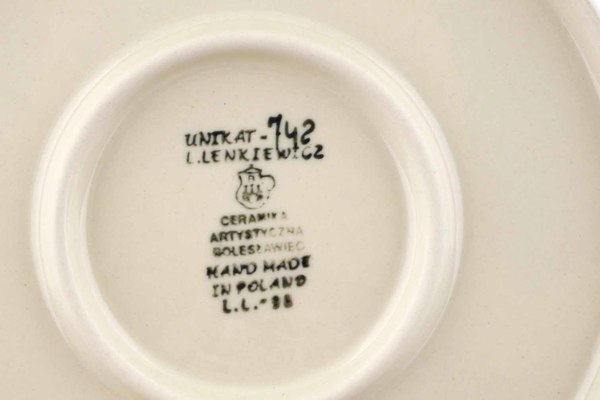 UNIKAT-742
L.LENKIEWICZ
CERAMIKA
ARTYSTYCZNA
BOLESŁAWIEC
HAND MADE
IN POLAND
L.L.-88